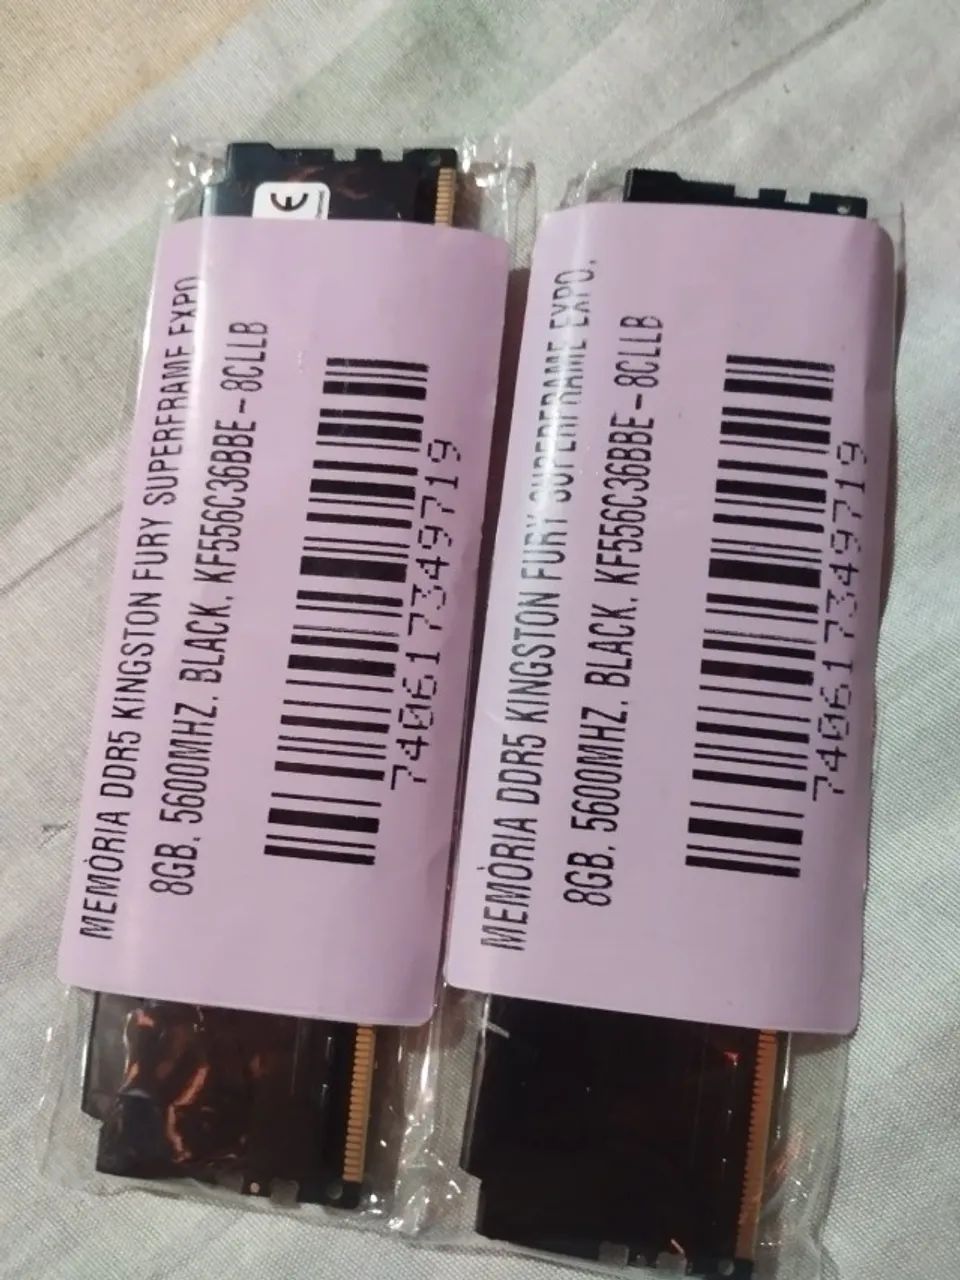 CE
MEMÓRIA DDR5 KINGSTON FURY SUPERFRAME EXPO,
8GB, 5600MHZ, BLACK, KF556C36BBE-8CLLB
740617349719
MEMÓRIA DDR5 KINGSTON FURY SUPERFRAME EXPO,
8GB, 5600MHZ, BLACK, KF556C36BBE-8CLLB
740617349719